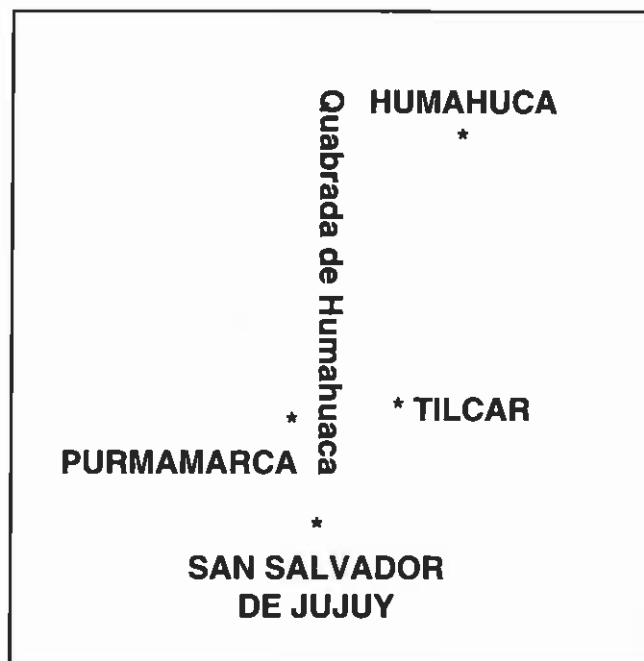 HUMAHUCA
*
Quabrada de Humahuaca
*
* TILCAR
PURMAMARCA
*
SAN SALVADOR
DE JUJUY